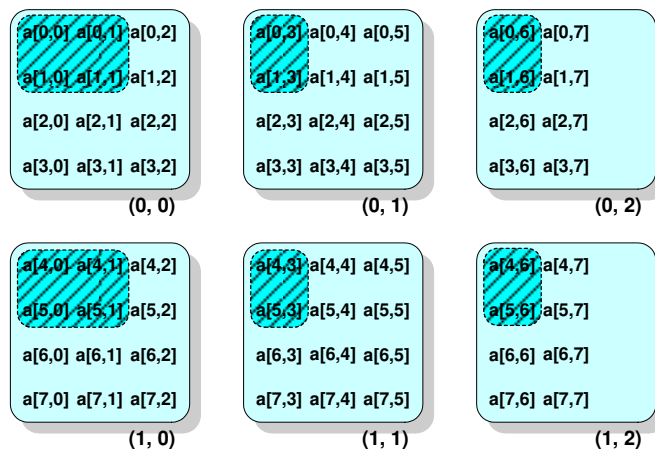 a[0,0] a[0,1] a[0,2] a[0,3] a[0,4] a[0,5] a[0,6] a[0,7]
a[1,0] a[1,1] a[1,2] a[1,3] a[1,4] a[1,5] a[1,6] a[1,7]
a[2,0] a[2,1] a[2,2] a[2,3] a[2,4] a[2,5] a[2,6] a[2,7]
a[3,0] a[3,1] a[3,2] a[3,3] a[3,4] a[3,5] a[3,6] a[3,7]
(0, 0) (0, 1) (0, 2)
a[4,0] a[4,1] a[4,2] a[4,3] a[4,4] a[4,5] a[4,6] a[4,7]
a[5,0] a[5,1] a[5,2] a[5,3] a[5,4] a[5,5] a[5,6] a[5,7]
a[6,0] a[6,1] a[6,2] a[6,3] a[6,4] a[6,5] a[6,6] a[6,7]
a[7,0] a[7,1] a[7,2] a[7,3] a[7,4] a[7,5] a[7,6] a[7,7]
(1, 0) (1, 1) (1, 2)